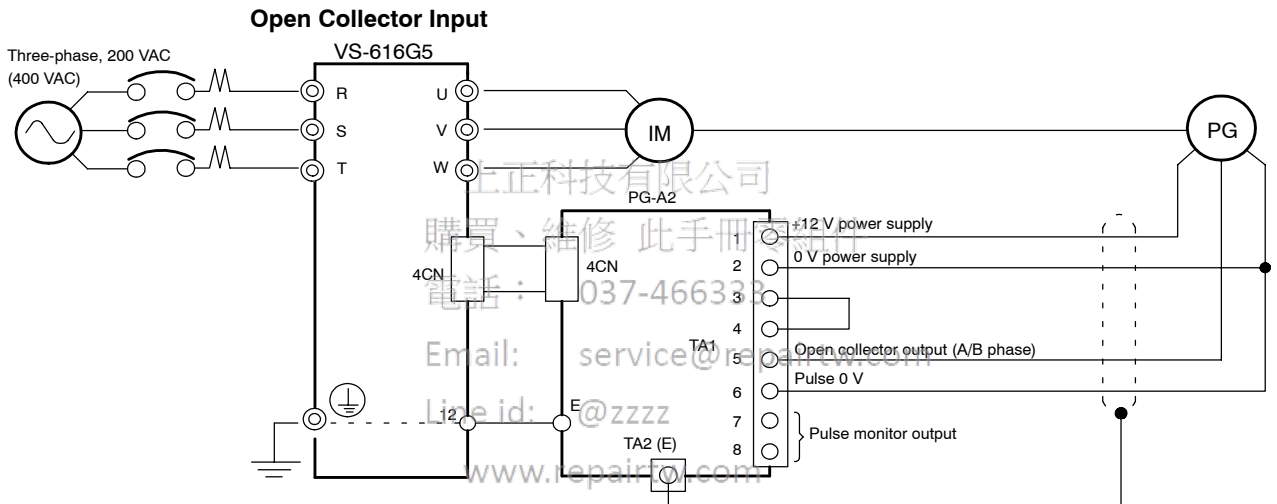 Open Collector Input
Three-phase, 200 VAC
(400 VAC)
VS-616G5
R
S
T
U
V
W
IM
PG
上正科技有限公司
PG-A2
購買、維修 此手冊零組件
+12 V power supply
0 V power supply
1
2
3
4
5
6
7
8
4CN
4CN
電話： 037-466333
TA1
Open collector output (A/B phase)
Email: service@repairtw.com
Pulse 0 V
Line id: @zzzz
12
E
Pulse monitor output
TA2 (E)
www.repairtw.com